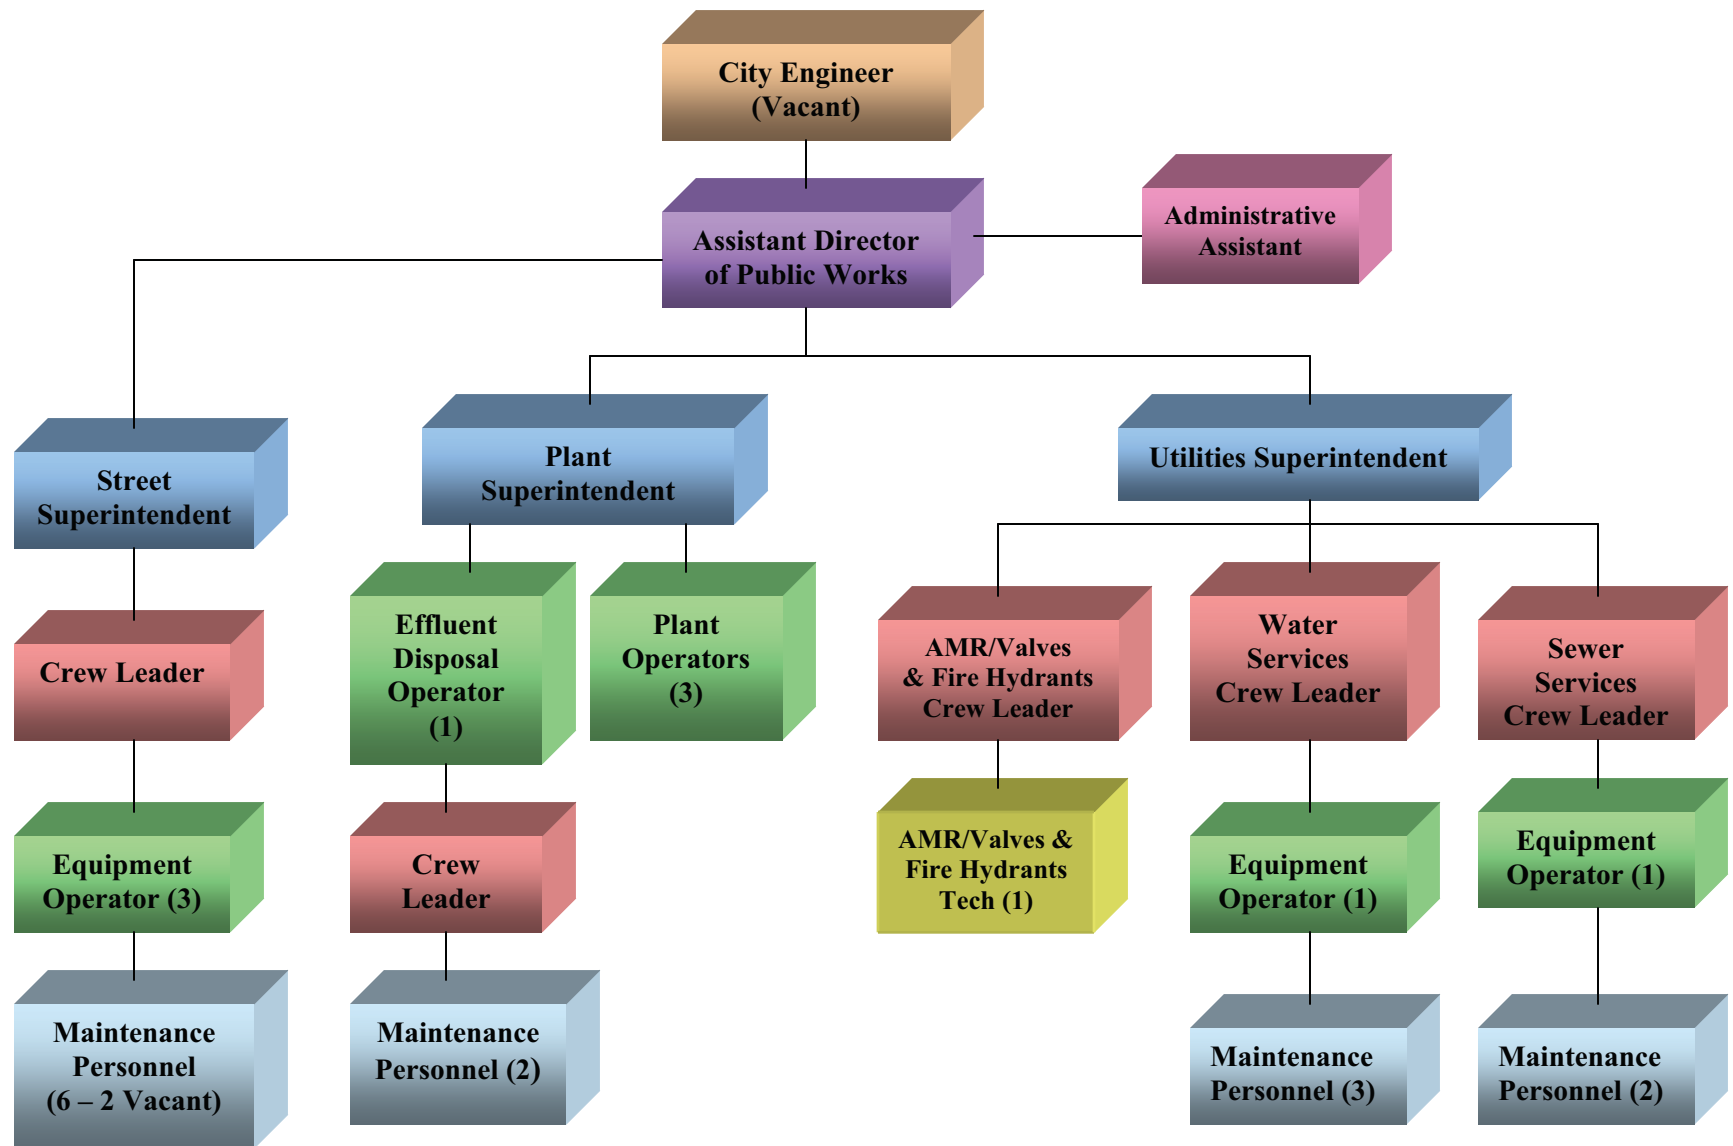 City Engineer
(Vacant)
Administrative
Assistant
Assistant Director
of Public Works
Street
Superintendent
Plant
Superintendent
Utilities Superintendent
Crew Leader
Effluent
Disposal
Operator
(1)
Plant
Operators
(3)
AMR/Valves
& Fire Hydrants
Crew Leader
Water
Services
Crew Leader
Sewer
Services
Crew Leader
Equipment
Operator (3)
Crew
Leader
AMR/Valves &
Fire Hydrants
Tech (1)
Equipment
Operator (1)
Equipment
Operator (1)
Maintenance
Personnel
(6 – 2 Vacant)
Maintenance
Personnel (2)
Maintenance
Personnel (3)
Maintenance
Personnel (2)